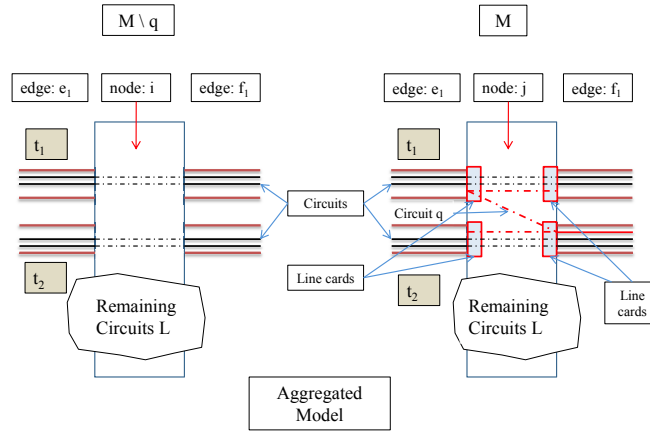 M \ q
M
edge: e1
node: i
edge: f1
edge: e1
node: j
edge: f1
t1
t1
Circuits
Circuit q
Line cards
t2
t2
Remaining
Circuits L
Remaining
Circuits L
Line
cards
Aggregated
Model